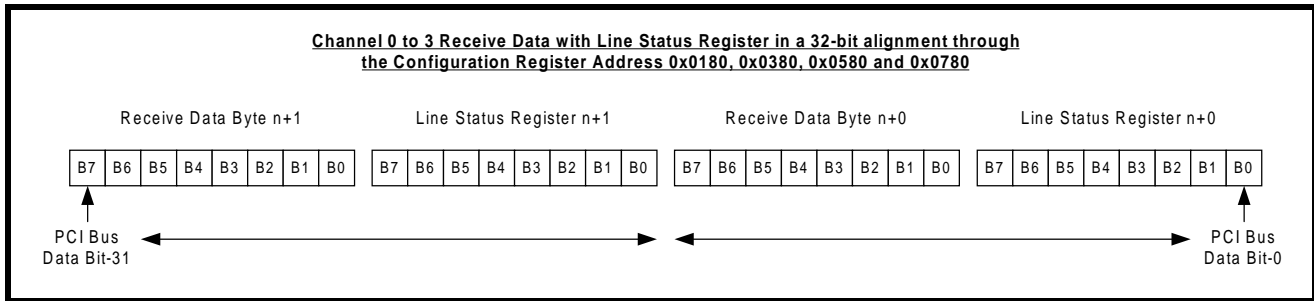 Channel 0 to 3 Receive Data with Line Status Register in a 32-bit alignment through
the Configuration Register Address 0x0180, 0x0380, 0x0580 and 0x0780
Receive Data Byte n+1 Line Status Register n+1 Receive Data Byte n+0 Line Status Register n+0
B7 B6 B5 B4 B3 B2 B1 B0 B7 B6 B5 B4 B3 B2 B1 B0 B7 B6 B5 B4 B3 B2 B1 B0 B7 B6 B5 B4 B3 B2 B1 B0
PCI Bus PCI Bus
Data Bit-31 Data Bit-0